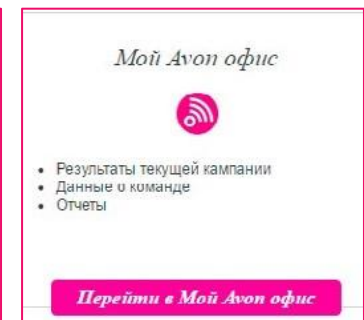 Мой Avon офис
• Результаты текущей кампании
• Данные о команде
• Отчеты
Перейти в Мой Avon офис